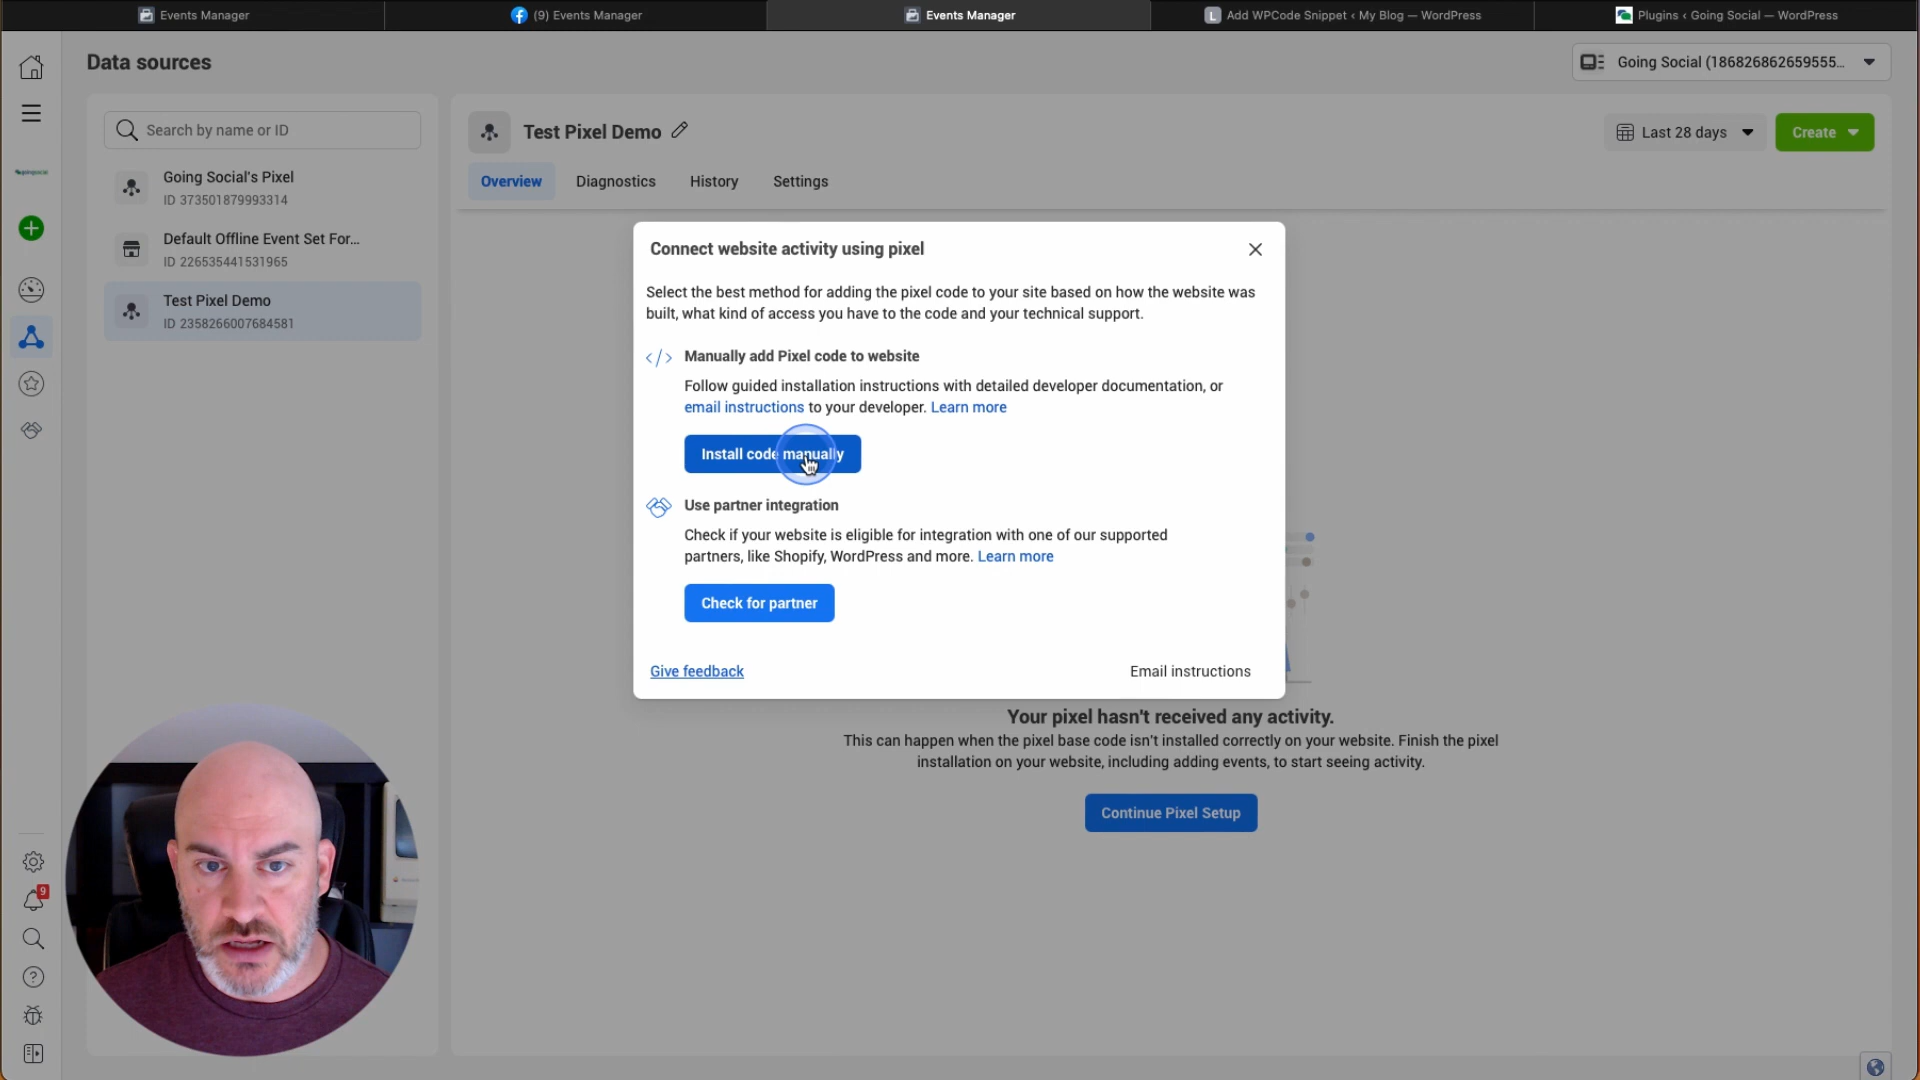 Events Manager
(9) Events Manager
Events Manager
Add WPCode Snippet ‹ My Blog — WordPress
Plugins ‹ Going Social — WordPress
Data sources
Going Social (186826862659555...
Search by name or ID
Going Social's Pixel
ID 373501879993314
Default Offline Event Set For...
ID 226535441531965
Test Pixel Demo
ID 2358266007684581
Test Pixel Demo
Last 28 days
Create
Overview
Diagnostics
History
Settings
Connect website activity using pixel
Select the best method for adding the pixel code to your site based on how the website was
built, what kind of access you have to the code and your technical support.
Manually add Pixel code to website
Follow guided installation instructions with detailed developer documentation, or
email instructions to your developer. Learn more
Install code manually
Use partner integration
Check if your website is eligible for integration with one of our supported
partners, like Shopify, WordPress and more. Learn more
Check for partner
Give feedback
Email instructions
Your pixel hasn't received any activity.
This can happen when the pixel base code isn't installed correctly on your website. Finish the pixel
installation on your website, including adding events, to start seeing activity.
Continue Pixel Setup
9